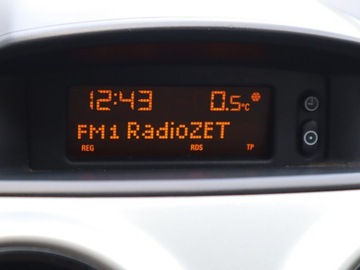 12:43 0.5°C
FM1 RadioZET
REG RDS TP